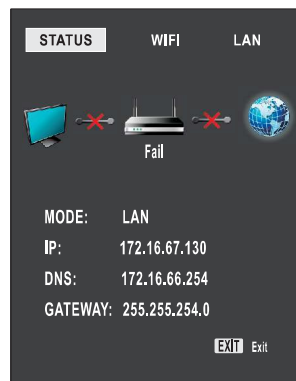 STATUS WIFI LAN
Fail
MODE: LAN
IP: 172.16.67.130
DNS: 172.16.66.254
GATEWAY: 255.255.254.0
EXIT Exit